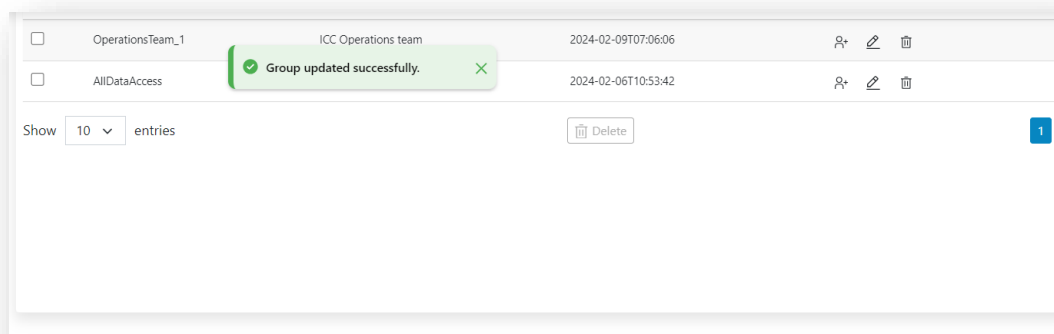 OperationsTeam_1 ICC Operations team 2024-02-09T07:06:06
Group updated successfully.
AllDataAccess 2024-02-06T10:53:42
Show 10 entries Delete 1